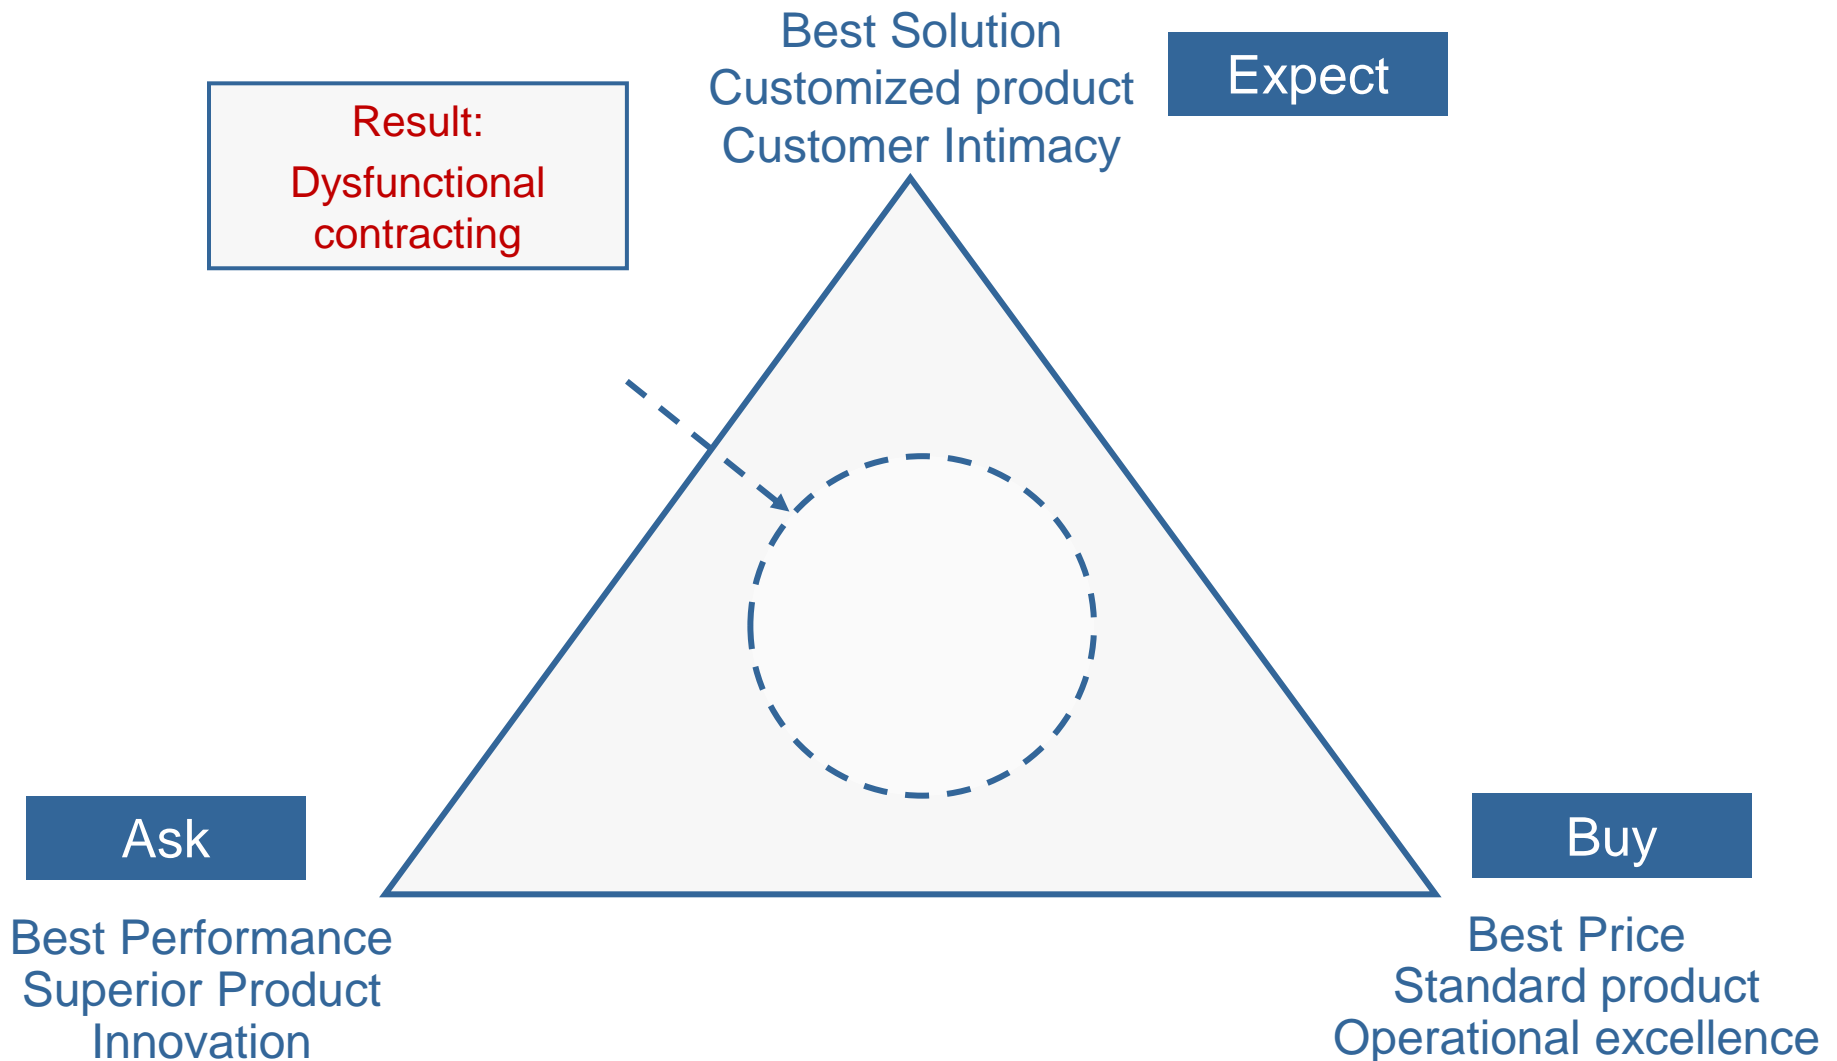 Best Solution
Customized product
Customer Intimacy
Expect
Result:
Dysfunctional
contracting
Ask
Best Performance
Superior Product
Innovation
Buy
Best Price
Standard product
Operational excellence